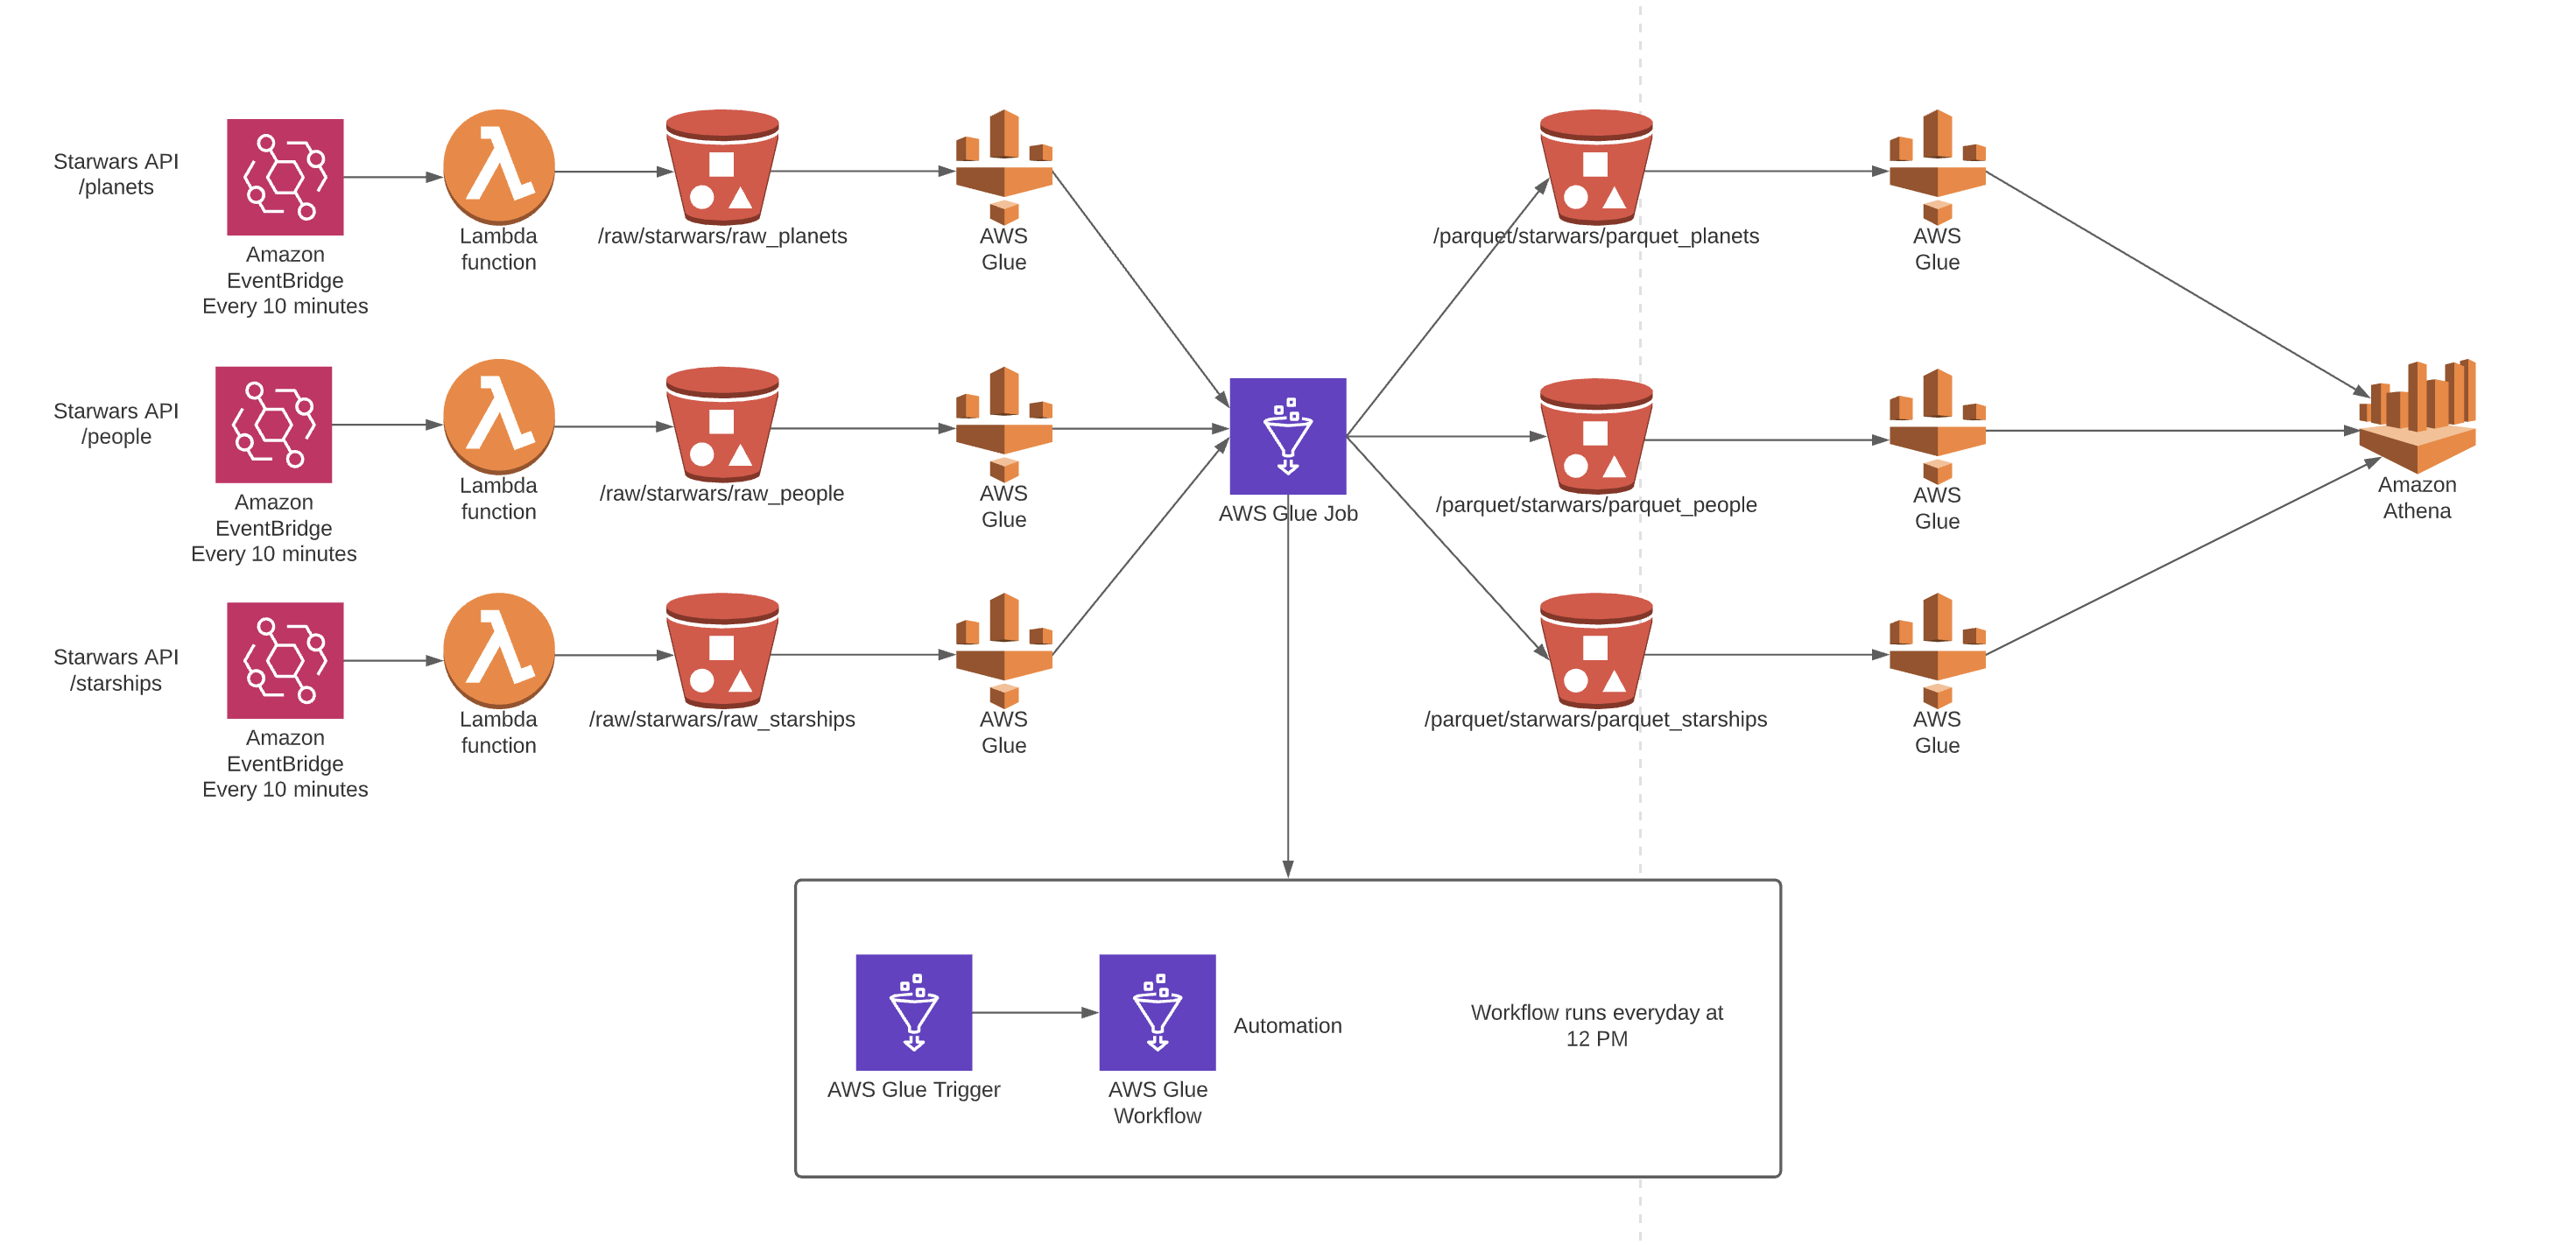 Starwars API
/planets
Amazon
EventBridge
Every 10 minutes
Lambda
function
/raw/starwars/raw_planets
AWS
Glue
/parquet/starwars/parquet_planets
AWS
Glue
Starwars API
/people
Amazon
EventBridge
Every 10 minutes
Lambda
function
/raw/starwars/raw_people
AWS
Glue
AWS Glue Job
/parquet/starwars/parquet_people
AWS
Glue
Amazon
Athena
Starwars API
/starships
Amazon
EventBridge
Every 10 minutes
Lambda
function
/raw/starwars/raw_starships
AWS
Glue
/parquet/starwars/parquet_starships
AWS
Glue
AWS Glue Trigger
AWS Glue
Workflow
Automation
Workflow runs everyday at
12 PM